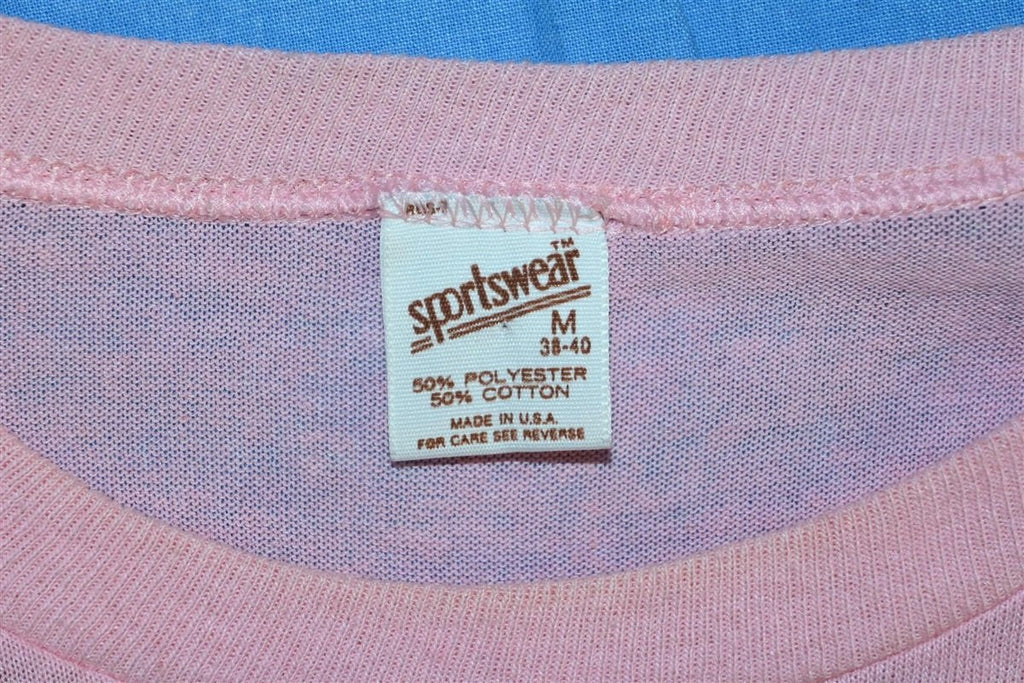 sportswear™
M
38-40
50% POLYESTER
50% COTTON
MADE IN U.S.A.
FOR CARE SEE REVERSE